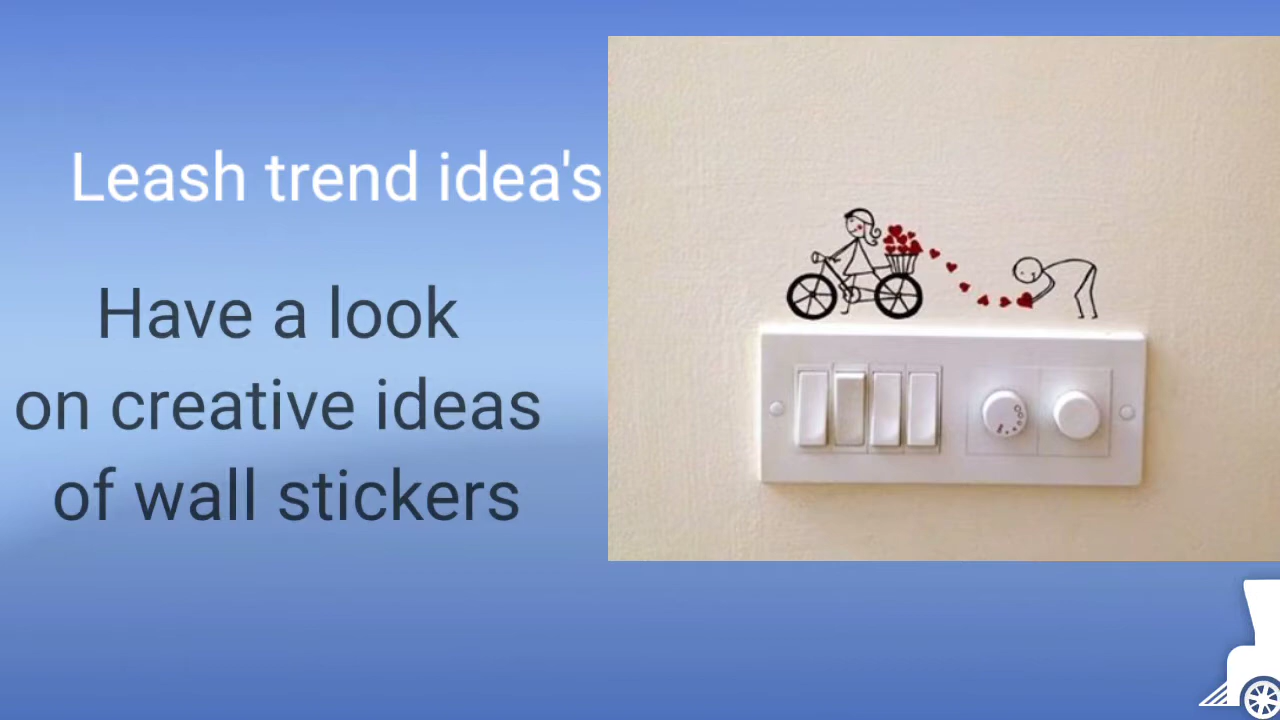 Leash trend idea's
Have a look
on creative ideas
of wall stickers